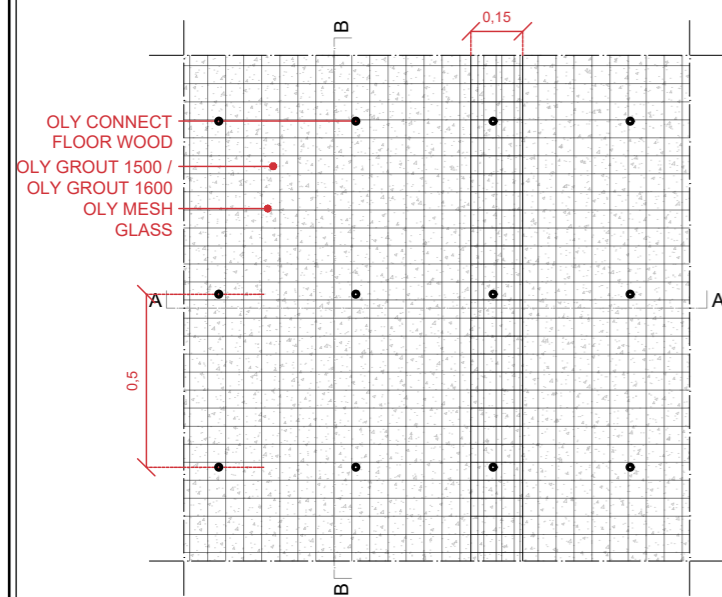 B
0,15
OLY CONNECT
FLOOR WOOD
OLY GROUT 1500 /
OLY GROUT 1600
OLY MESH
GLASS
A
A
0,5
B